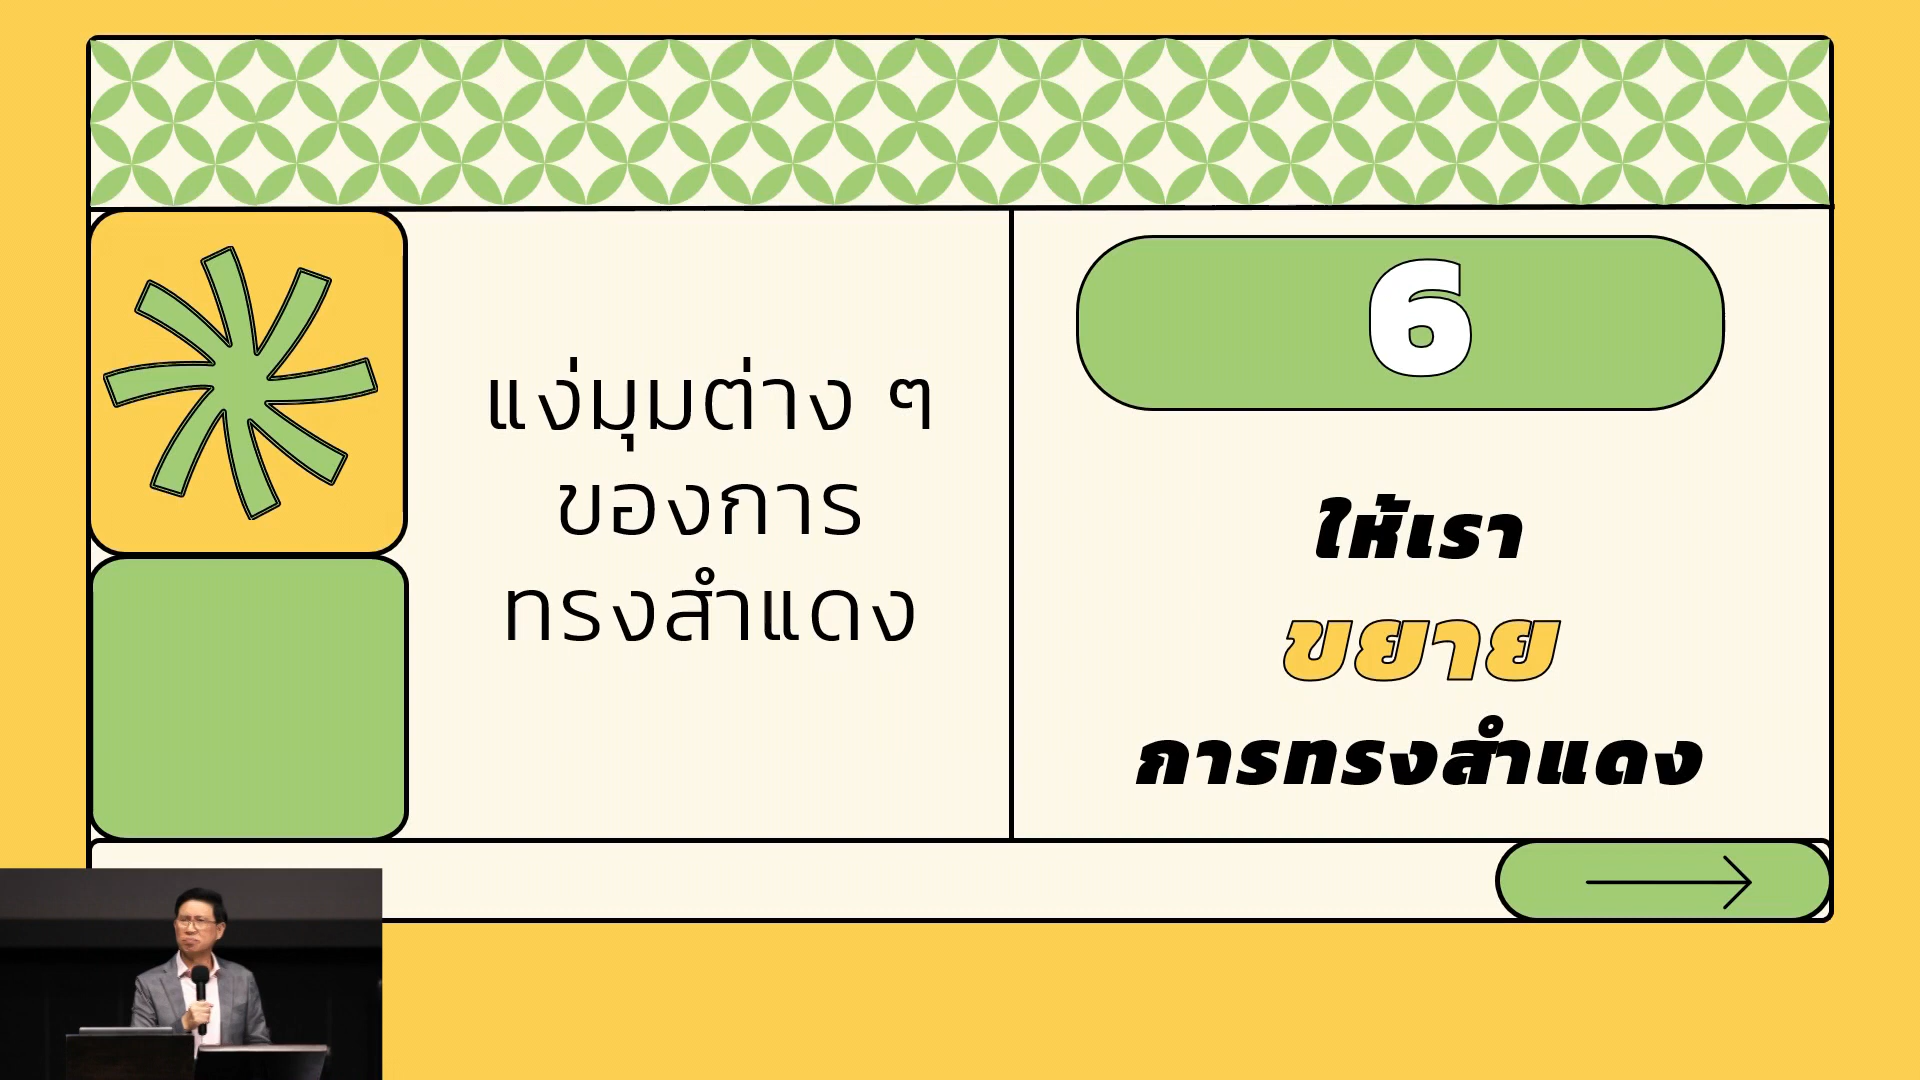 แง่มุมต่าง ๆ
ของการ
ทรงสำแดง
6
ให้เรา
ขยาย
การทรงสำแดง